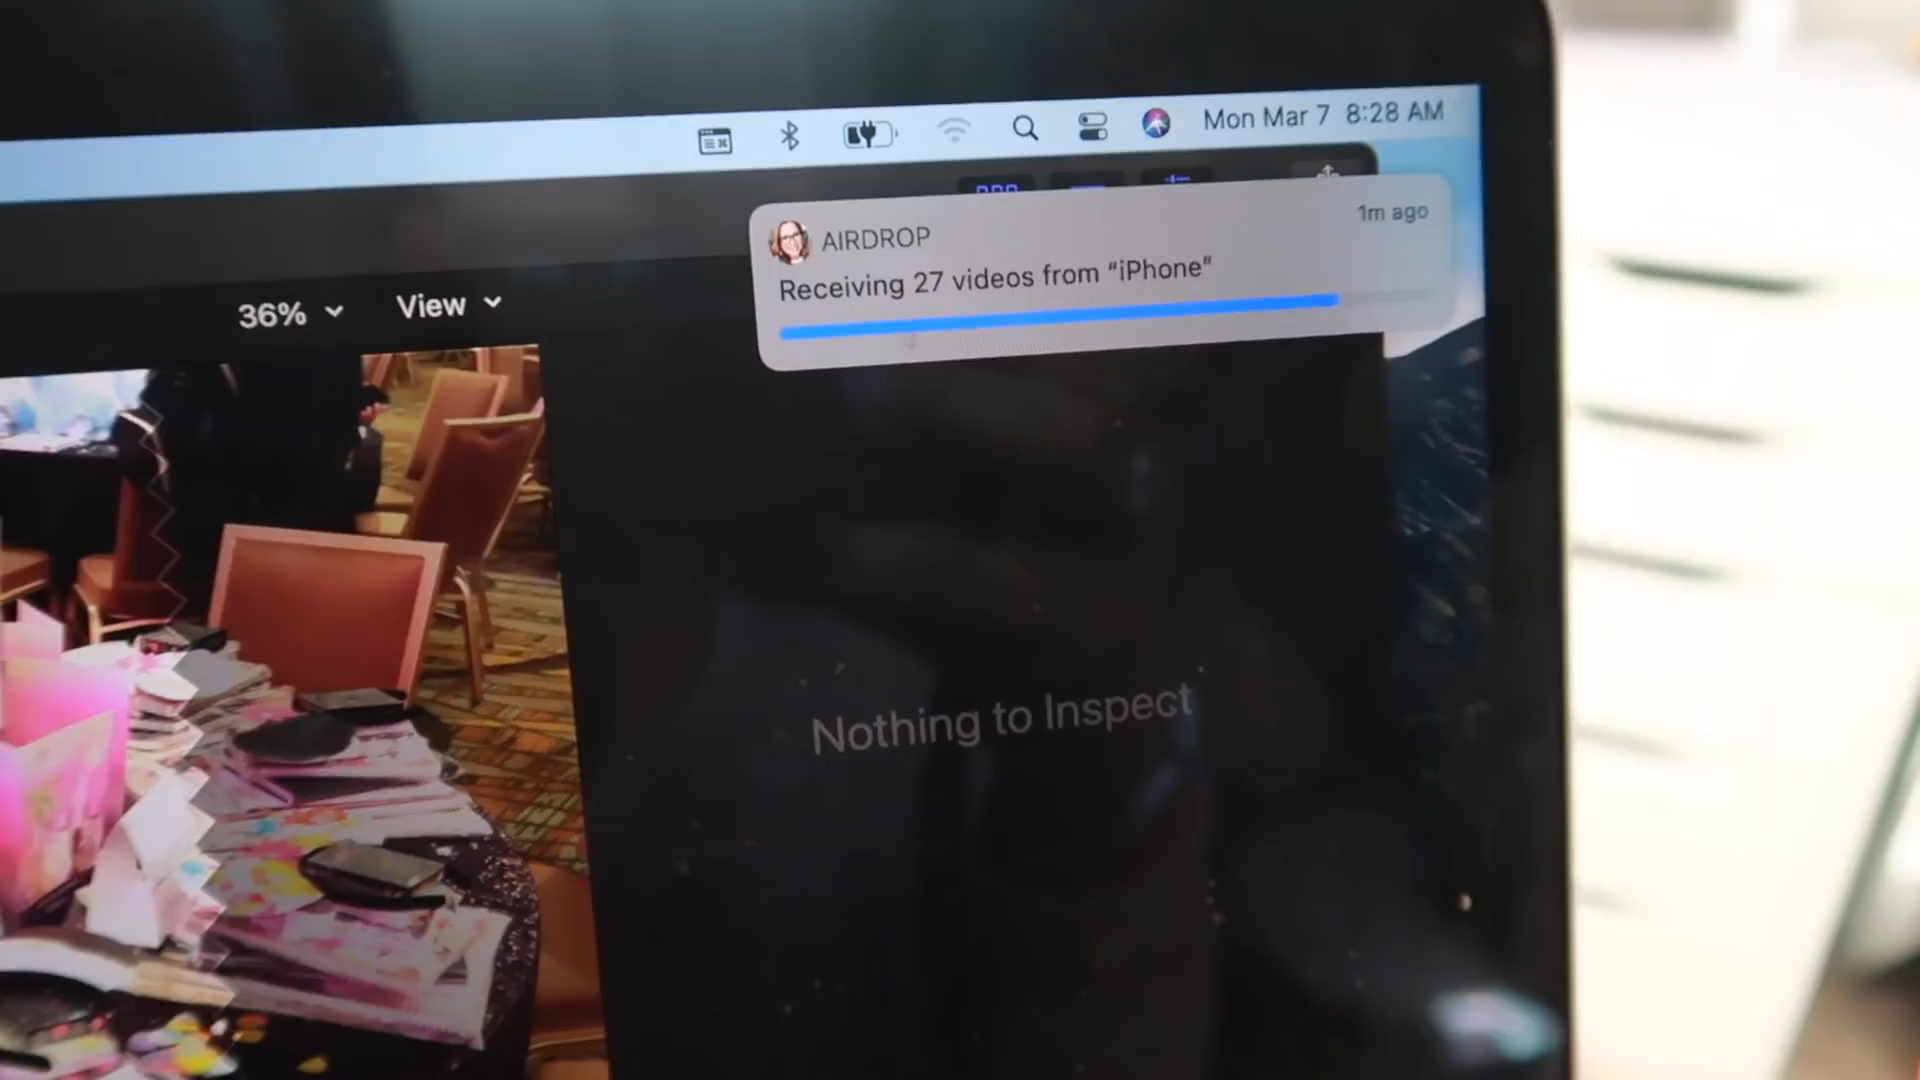 Mon Mar 7 8:28 AM
AIRDROP
1m ago
Receiving 27 videos from “iPhone”
36%
View
Nothing to Inspect